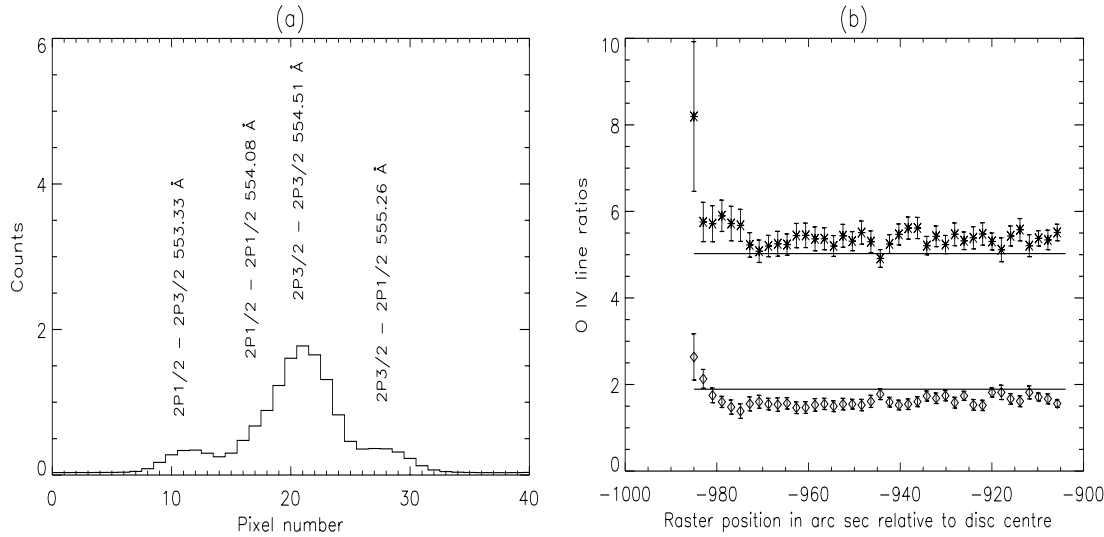 (a)
6
4
2
0
Counts
2P1/2 – 2P3/2 553.33 Å
2P1/2 – 2P1/2 554.08 Å
2P3/2 – 2P3/2 554.51 Å
2P3/2 – 2P1/2 555.26 Å
0
10
20
30
40
Pixel number
(b)
10
8
6
4
2
0
O IV line ratios
−1000
−980
−960
−940
−920
−900
Raster position in arc sec relative to disc centre